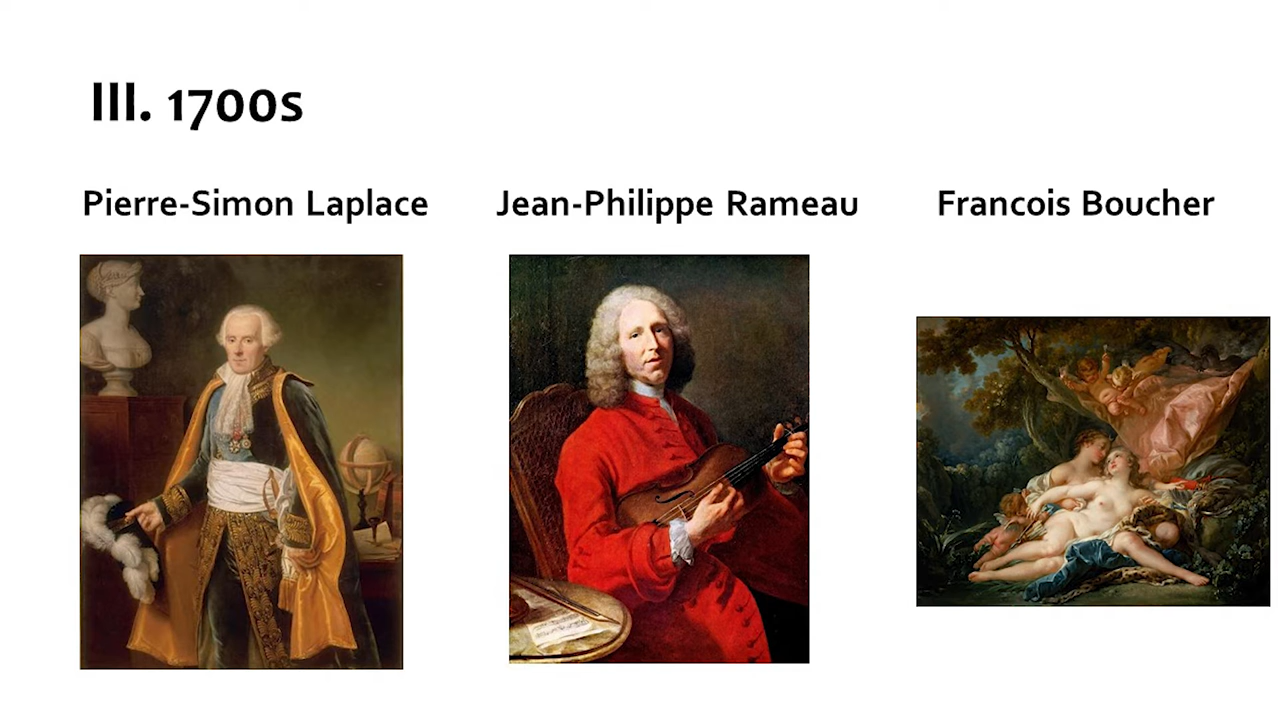 III. 1700s
Pierre-Simon Laplace
Jean-Philippe Rameau
Francois Boucher